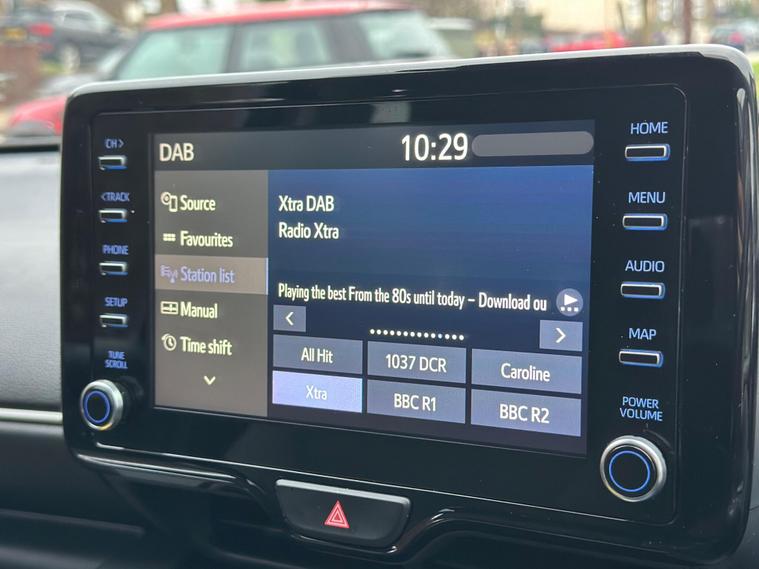 DAB
10:29
Source
Favourites
Station list
Manual
Time shift
Xtra DAB
Radio Xtra
Playing the best From the 80s until today – Download ou
All Hit
1037 DCR
Caroline
Xtra
BBC R1
BBC R2
CH >
< TRACK
PHONE
SETUP
TUNE
SCROLL
HOME
MENU
AUDIO
MAP
POWER
VOLUME